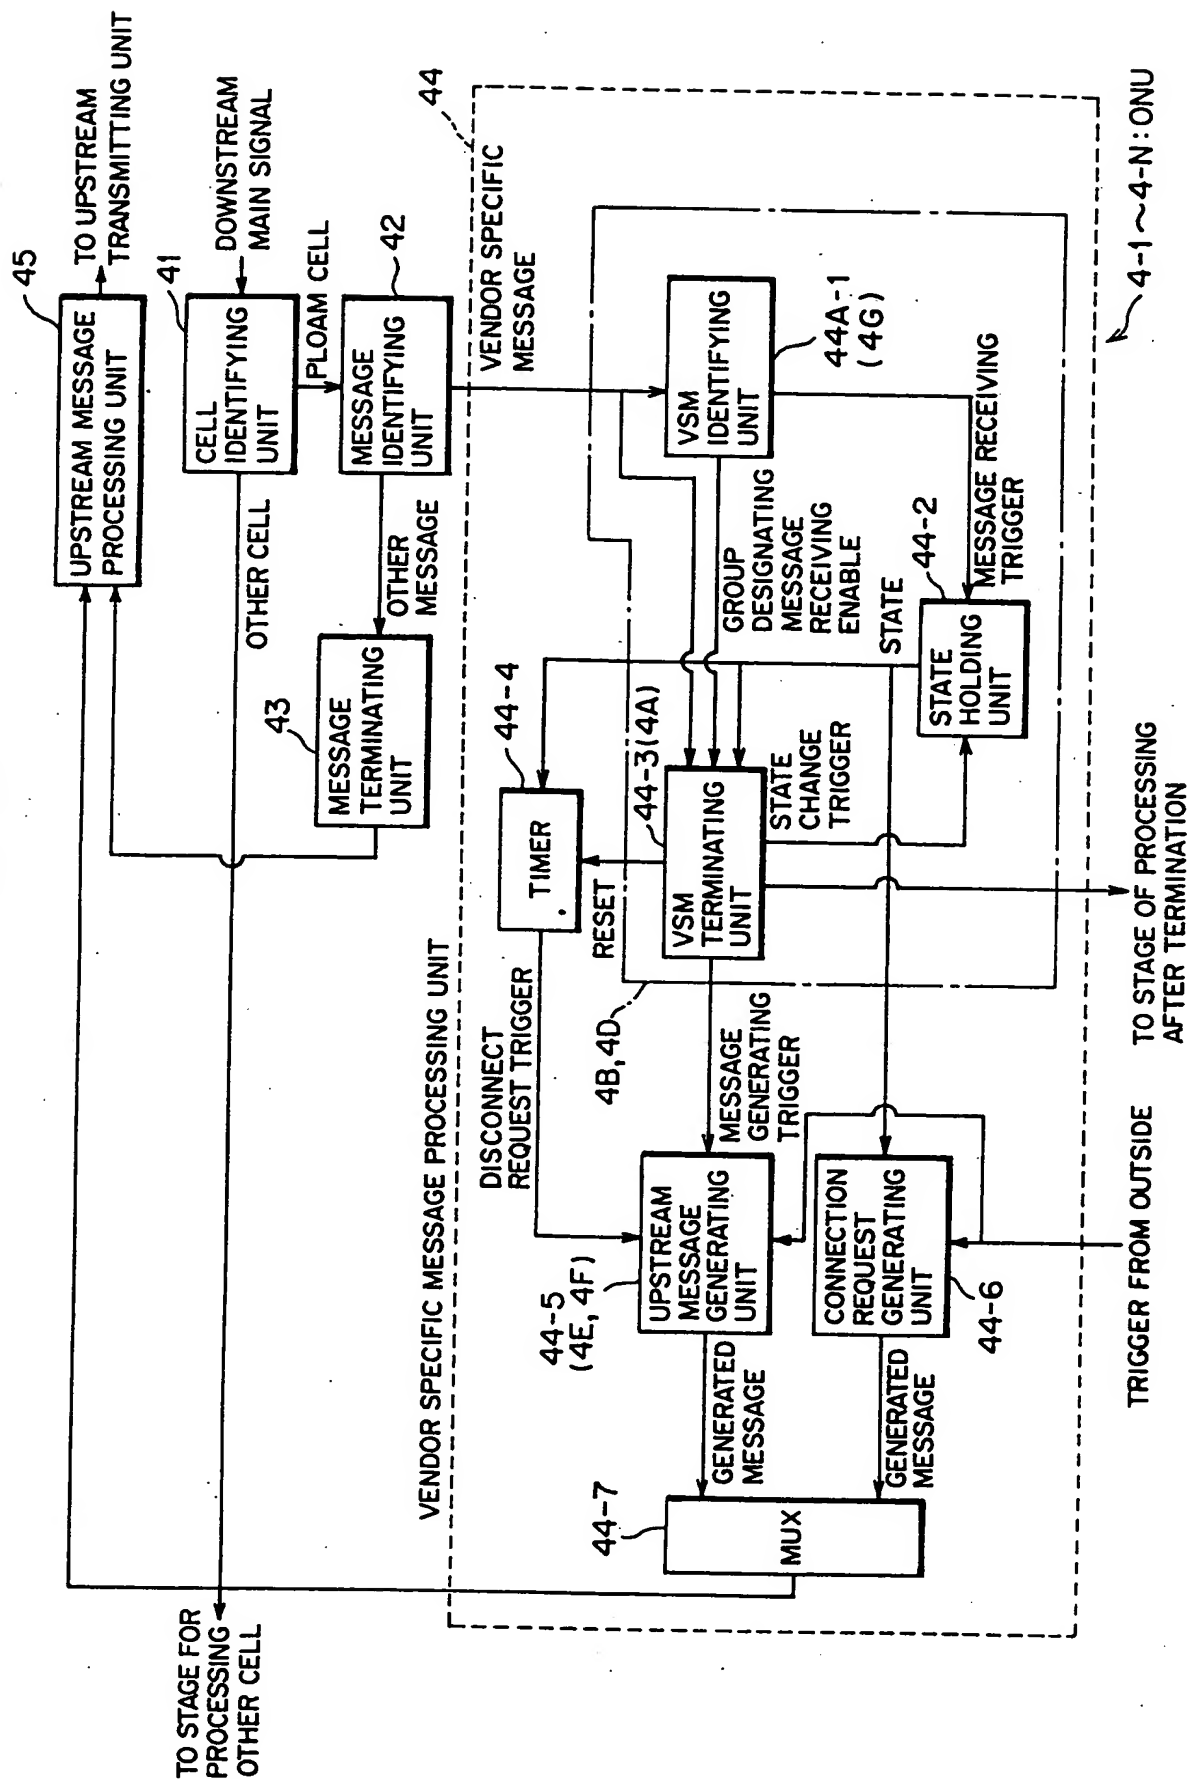 45
UPSTREAM MESSAGE
PROCESSING UNIT
TO UPSTREAM
TRANSMITTING UNIT
41
CELL
IDENTIFYING
UNIT
DOWNSTREAM
MAIN SIGNAL
OTHER CELL
PLOAM CELL
42
MESSAGE
IDENTIFYING
UNIT
OTHER
MESSAGE
43
MESSAGE
TERMINATING
UNIT
TO STAGE FOR
PROCESSING
OTHER CELL
44
VENDOR SPECIFIC MESSAGE PROCESSING UNIT
VENDOR SPECIFIC
MESSAGE
VSM
IDENTIFYING
UNIT
44A-1
(4G)
GROUP
DESIGNATING
MESSAGE
RECEIVING
ENABLE
MESSAGE RECEIVING
TRIGGER
44-2
STATE
HOLDING
UNIT
STATE
44-4
TIMER
RESET
44-3(4A)
VSM
TERMINATING
UNIT
STATE
CHANGE
TRIGGER
4B, 4D
DISCONNECT
REQUEST TRIGGER
MESSAGE
GENERATING
TRIGGER
44-5
(4E, 4F)
UPSTREAM
MESSAGE
GENERATING
UNIT
CONNECTION
REQUEST
GENERATING
UNIT
44-6
GENERATED
MESSAGE
GENERATED
MESSAGE
44-7
MUX
TRIGGER FROM OUTSIDE
TO STAGE OF PROCESSING
AFTER TERMINATION
4-1~4-N:ONU